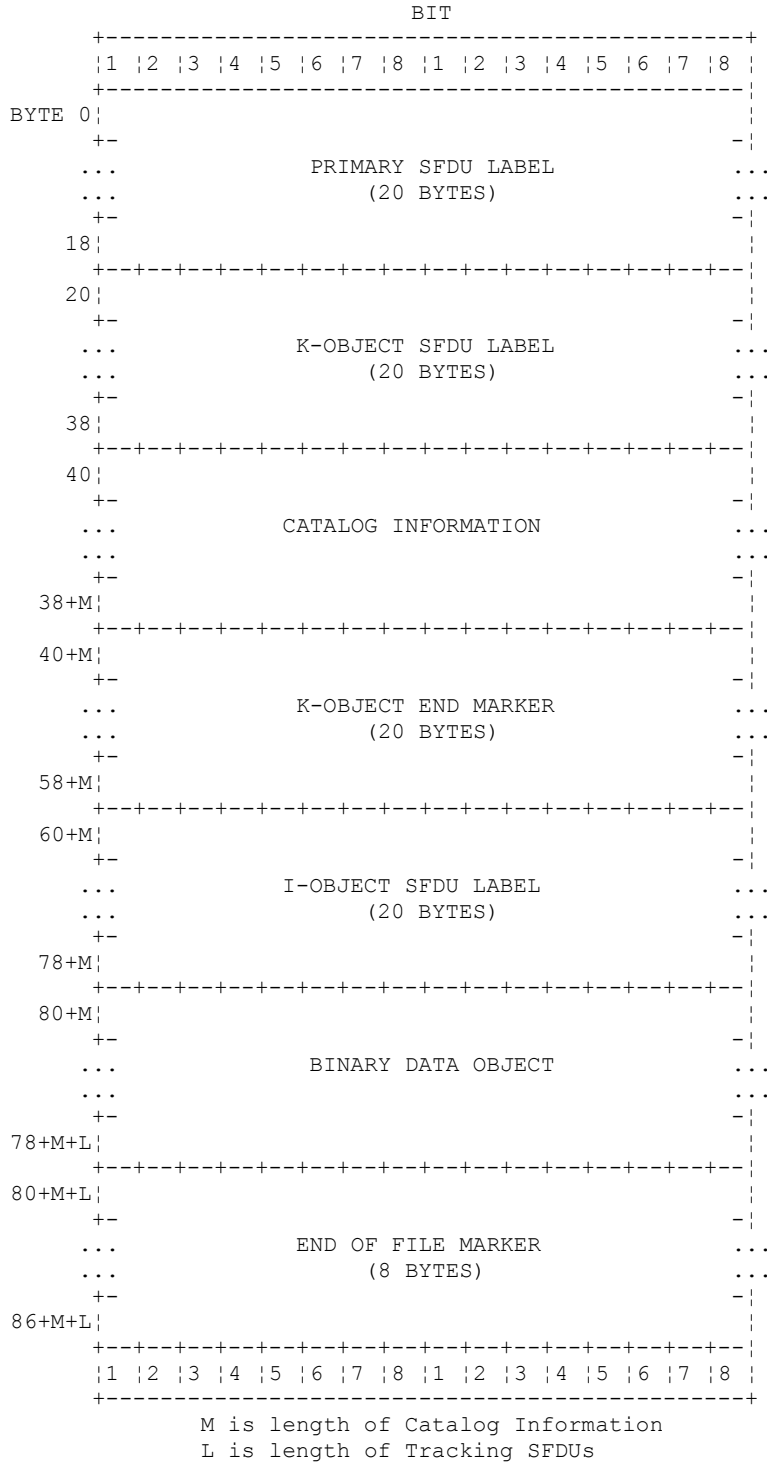 BIT
       +-----------------------------------------------+
       ¦1 ¦2 ¦3 ¦4 ¦5 ¦6 ¦7 ¦8 ¦1 ¦2 ¦3 ¦4 ¦5 ¦6 ¦7 ¦8 ¦
       +-----------------------------------------------¦
BYTE 0¦                                                ¦
       +-                                             -¦
      ...               PRIMARY SFDU LABEL            ...
      ...                   (20 BYTES)                ...
       +-                                             -¦
    18¦                                                ¦
       +--+--+--+--+--+--+--+--+--+--+--+--+--+--+--+--¦
    20¦                                                ¦
       +-                                             -¦
      ...              K-OBJECT SFDU LABEL            ...
      ...                   (20 BYTES)                ...
       +-                                             -¦
    38¦                                                ¦
       +--+--+--+--+--+--+--+--+--+--+--+--+--+--+--+--¦
    40¦                                                ¦
       +-                                             -¦
      ...             CATALOG INFORMATION             ...
      ...                                             ...
       +-                                             -¦
  38+M¦                                                ¦
       +--+--+--+--+--+--+--+--+--+--+--+--+--+--+--+--¦
  40+M¦                                                ¦
       +-                                             -¦
      ...              K-OBJECT END MARKER            ...
      ...                   (20 BYTES)                ...
       +-                                             -¦
  58+M¦                                                ¦
       +--+--+--+--+--+--+--+--+--+--+--+--+--+--+--+--¦
  60+M¦                                                ¦
       +-                                             -¦
      ...             I-OBJECT SFDU LABEL             ...
      ...                   (20 BYTES)                ...
       +-                                             -¦
  78+M¦                                                ¦
       +--+--+--+--+--+--+--+--+--+--+--+--+--+--+--+--¦
  80+M¦                                                ¦
       +-                                             -¦
      ...               BINARY DATA OBJECT            ...
      ...                                             ...
       +-                                             -¦
78+M+L¦                                                ¦
       +--+--+--+--+--+--+--+--+--+--+--+--+--+--+--+--¦
80+M+L¦                                                ¦
       +-                                             -¦
      ...              END OF FILE MARKER             ...
      ...                   (8 BYTES)                 ...
       +-                                             -¦
86+M+L¦                                                ¦
       +--+--+--+--+--+--+--+--+--+--+--+--+--+--+--+--¦
       ¦1 ¦2 ¦3 ¦4 ¦5 ¦6 ¦7 ¦8 ¦1 ¦2 ¦3 ¦4 ¦5 ¦6 ¦7 ¦8 ¦
       +-----------------------------------------------+
               M is length of Catalog Information
               L is length of Tracking SFDUs